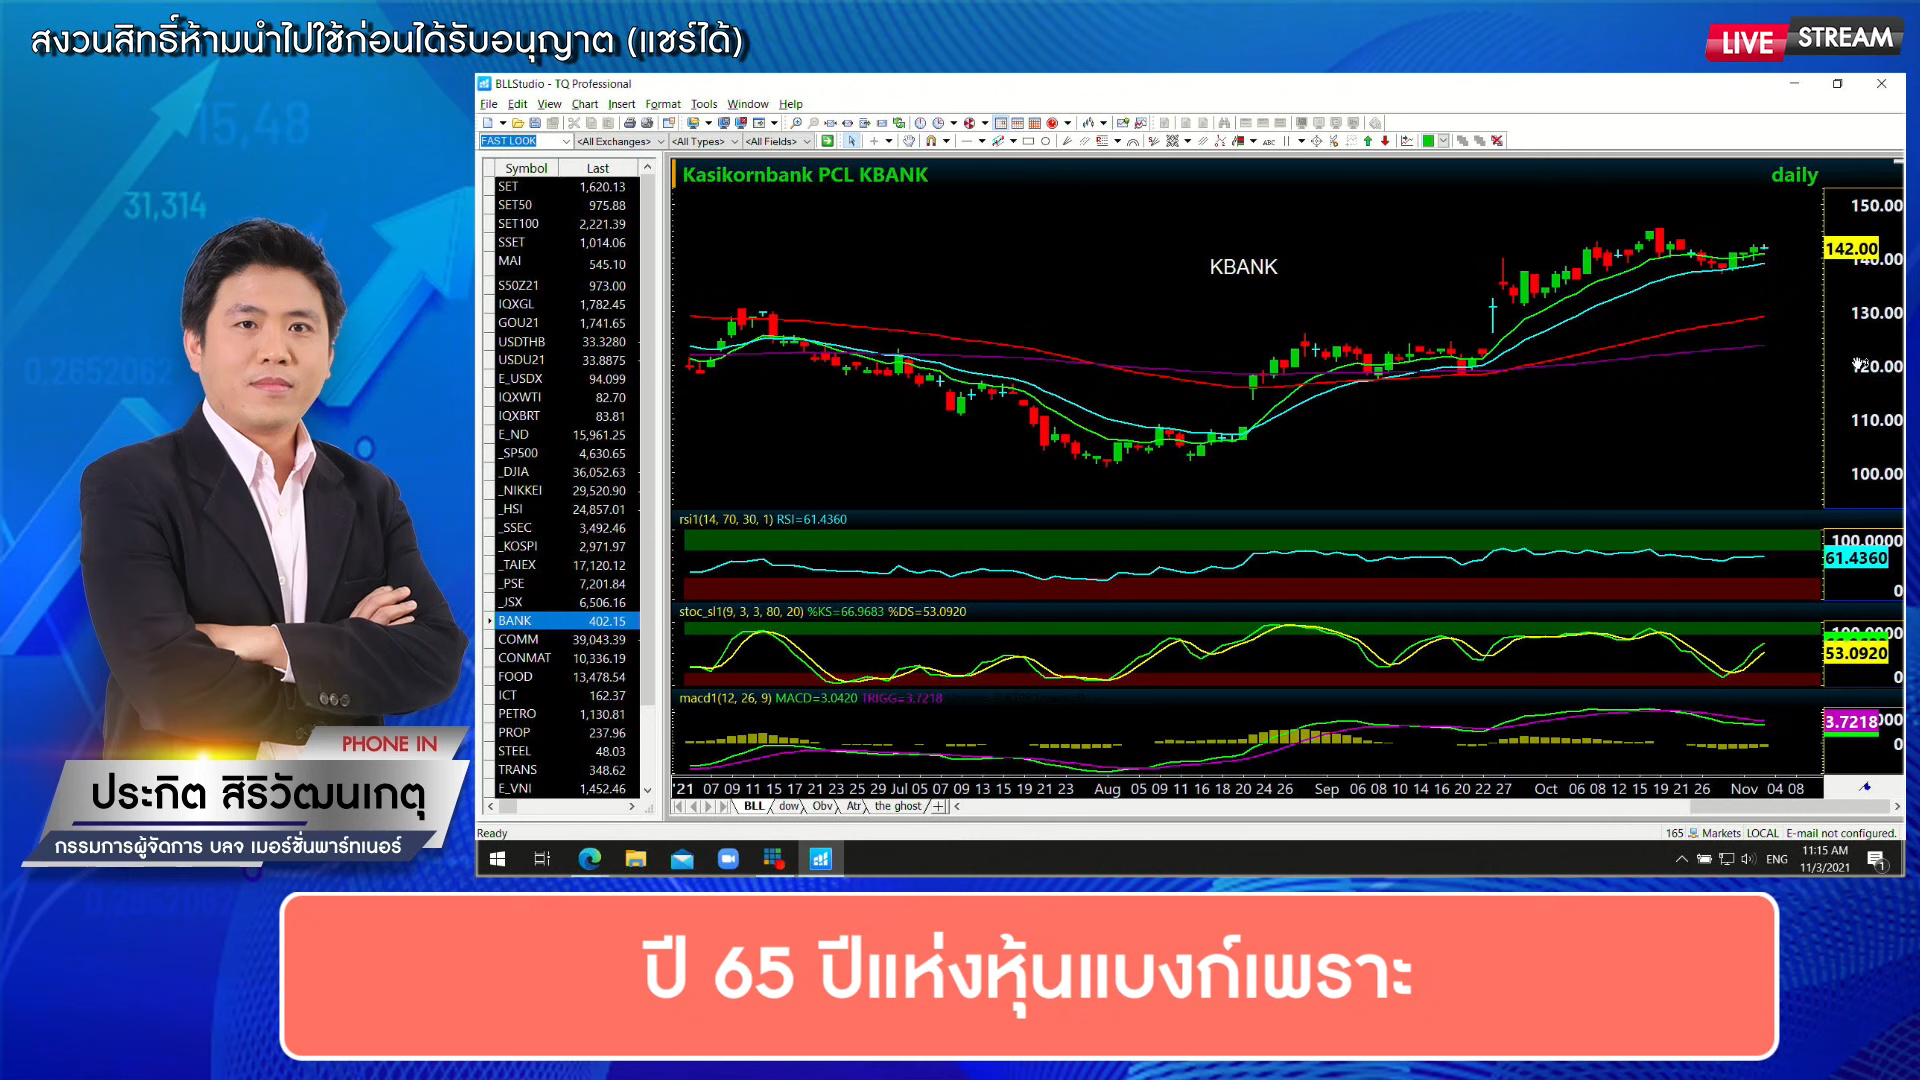 สงวนสิทธิ์ห้ามนำไปใช้ก่อนได้รับอนุญาต (แชร์ได้)
LIVE STREAM
BLLStudio - TQ Professional
File Edit View Chart Insert Format Tools Window Help
FAST LOOK <All Exchanges> <All Types> <All Fields>
Symbol Last
SET 1,620.13
SET50 975.88
SET100 2,221.39
SSET 1,014.06
MAI 545.10
S50Z21 973.00
IQXGL 1,782.45
GOU21 1,741.65
USDTHB 33.3280
USDU21 33.8875
E_USDX 94.099
IQXWTI 82.70
IQXBRT 83.81
E_ND 15,961.25
_SP500 4,630.65
_DJIA 36,052.63
_NIKKEI 29,520.90
_HSI 24,857.01
_SSEC 3,492.46
_KOSPI 2,971.97
_TAIEX 17,120.12
_PSE 7,201.84
_JSX 6,506.16
BANK 402.15
COMM 39,043.39
CONMAT 10,336.19
FOOD 13,478.54
ICT 162.37
PETRO 1,130.81
PROP 237.96
STEEL 48.03
TRANS 348.62
E_VNI 1,452.46
Kasikornbank PCL KBANK daily
KBANK
150.00
142.00
140.00
130.00
120.00
110.00
100.00
rsi1(14, 70, 30, 1) RSI=61.4360
100.0000
61.4360
0
stoc_sl1(9, 3, 3, 80, 20) %KS=66.9683 %DS=53.0920
53.0920
0
macd1(12, 26, 9) MACD=3.0420 TRIGG=3.7218
3.7218
0
'21 07 09 11 15 17 21 23 25 29 Jul 05 07 09 13 15 19 21 23 Aug 05 09 11 16 18 20 24 26 Sep 06 08 10 14 16 20 22 27 Oct 06 08 12 15 19 21 26 Nov 04 08
BLL dow Obv Atr the ghost
Ready
165 Markets LOCAL E-mail not configured.
ENG
11:15 AM
11/3/2021
1
15,48
31,314
0.2652062
PHONE IN
ประกิต สิริวัฒนเกตุ
กรรมการผู้จัดการ บลจ เมอร์ชั่นพาร์ทเนอร์
ปี 65 ปีแห่งหุ้นแบงก์เพราะ